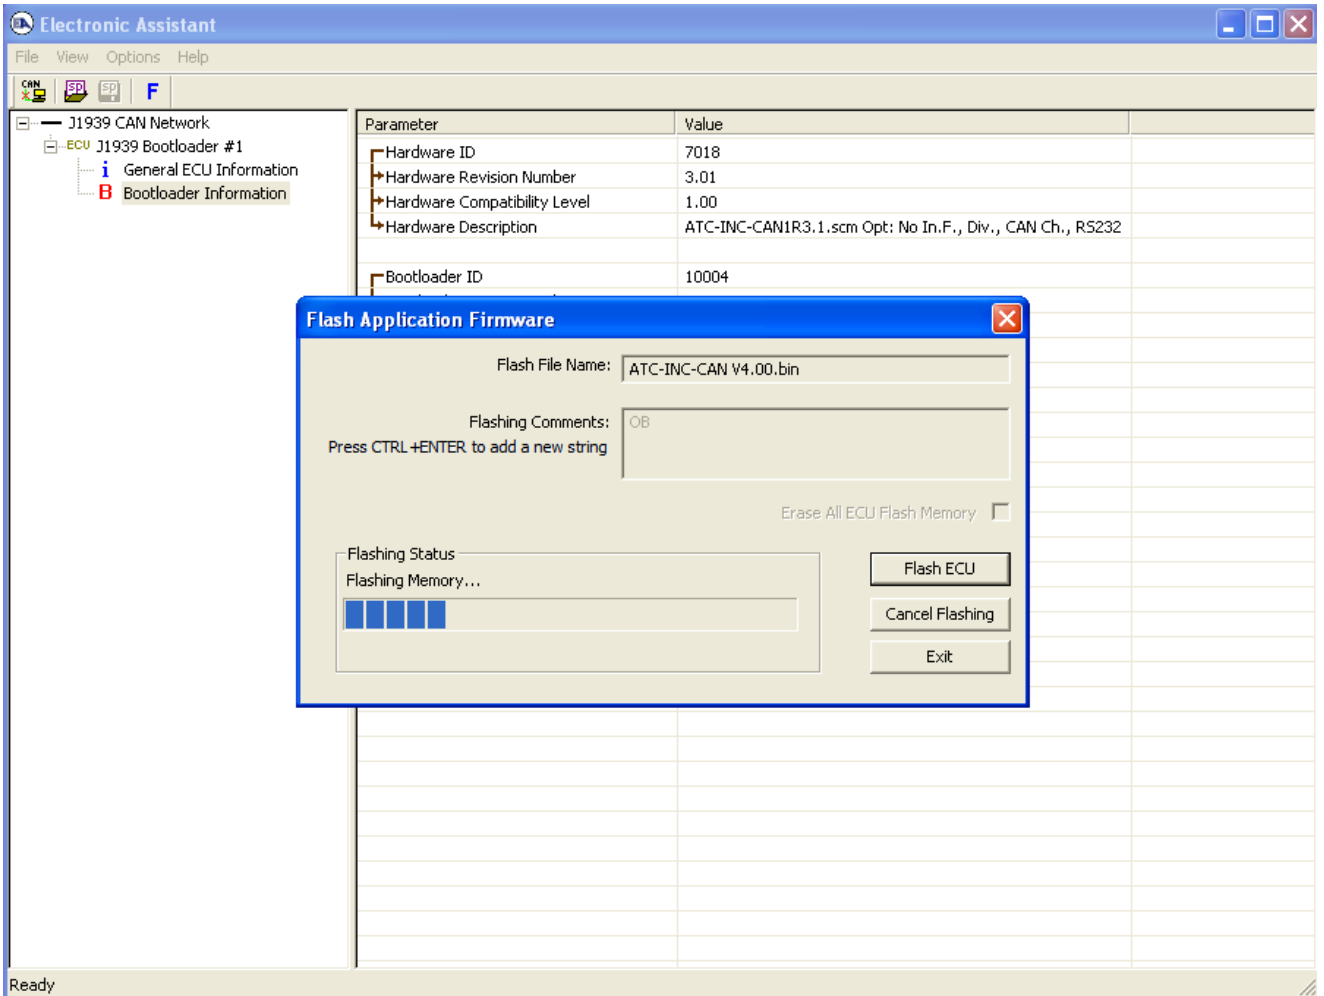 Electronic Assistant
File View Options Help
CAN SP SP F
J1939 CAN Network
ECU J1939 Bootloader #1
i General ECU Information
B Bootloader Information
Parameter Value
Hardware ID 7018
Hardware Revision Number 3.01
Hardware Compatibility Level 1.00
Hardware Description ATC-INC-CAN1R3.1.scm Opt: No In.F., Div., CAN Ch., RS232
Bootloader ID 10004
Flash Application Firmware
Flash File Name: ATC-INC-CAN V4.00.bin
Flashing Comments: OB
Press CTRL+ENTER to add a new string
Erase All ECU Flash Memory
Flashing Status
Flashing Memory...
Flash ECU
Cancel Flashing
Exit
Ready